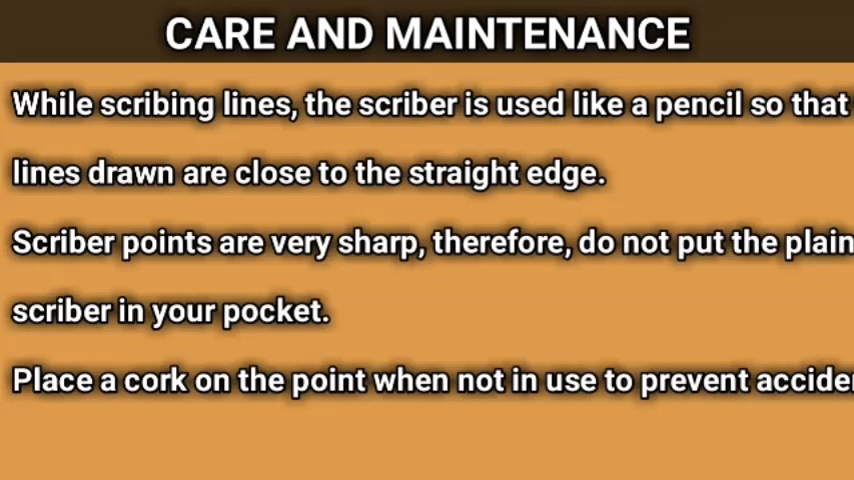 CARE AND MAINTENANCE
While scribing lines, the scriber is used like a pencil so that
lines drawn are close to the straight edge.
Scriber points are very sharp, therefore, do not put the plain
scriber in your pocket.
Place a cork on the point when not in use to prevent